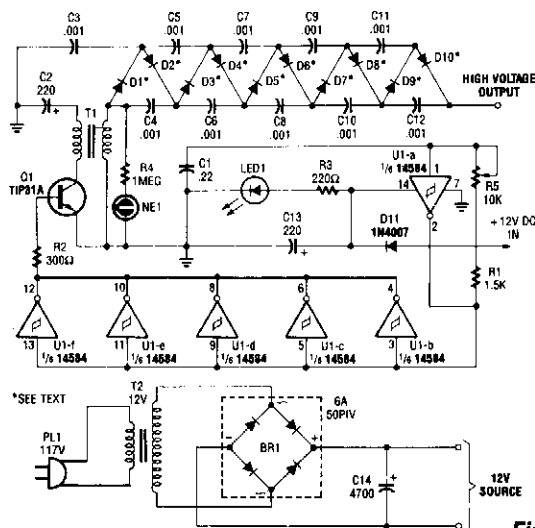 C3
.001
C5
.001
C7
.001
C9
.001
C11
.001
D1*
D2*
D3*
D4*
D5*
D6*
D7*
D8*
D9*
D10*
HIGH VOLTAGE
OUTPUT
C2
220
+
T1
C4
.001
C6
.001
C8
.001
C10
.001
C12
.001
Q1
TIP31A
R4
1MEG
NE1
C1
.22
LED1
R3
220Ω
U1-a
1/6 14584
14
1
7
2
R5
10K
+12V DC
IN
D11
1N4007
C13
220
+
R1
1.5K
R2
300Ω
12
10
8
6
4
13
U1-f
1/6 14584
11
U1-e
1/6 14584
9
U1-d
1/6 14584
5
U1-c
1/6 14584
3
U1-b
1/6 14584
*SEE TEXT
PL1
117V
T2
12V
6A
50PIV
BR1
~
~
-
+
C14
4700
+
12V
SOURCE